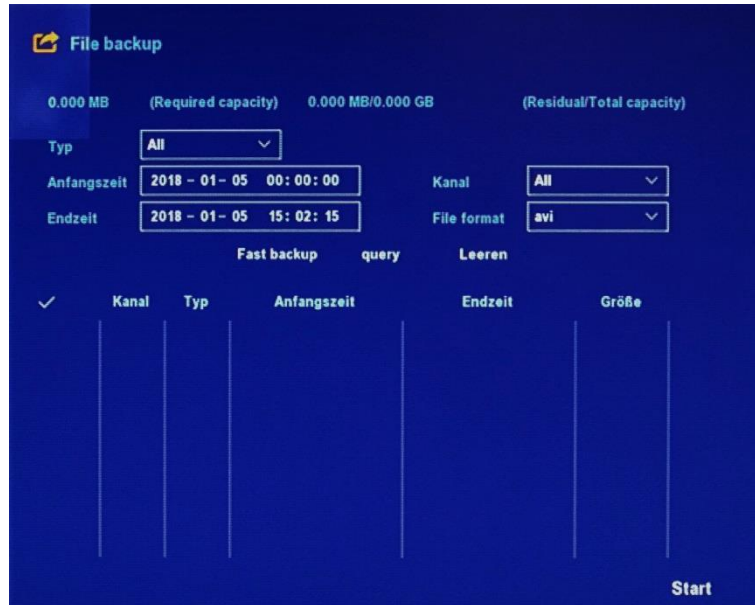 File backup
0.000 MB (Required capacity) 0.000 MB/0.000 GB (Residual/Total capacity)
Typ All
Anfangszeit 2018 - 01 - 05 00: 00: 00 Kanal All
Endzeit 2018 - 01 - 05 15: 02: 15 File format avi
Fast backup query Leeren
Kanal Typ Anfangszeit Endzeit Größe
Start